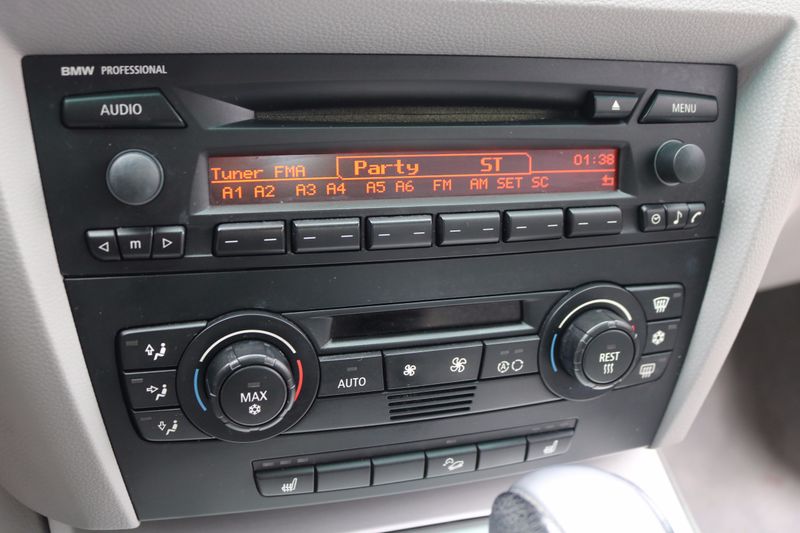 BMW PROFESSIONAL
AUDIO
MENU
Tuner FMA Party ST 01:38
A1 A2 A3 A4 A5 A6 FM AM SET SC
m
MAX
AUTO
A
REST